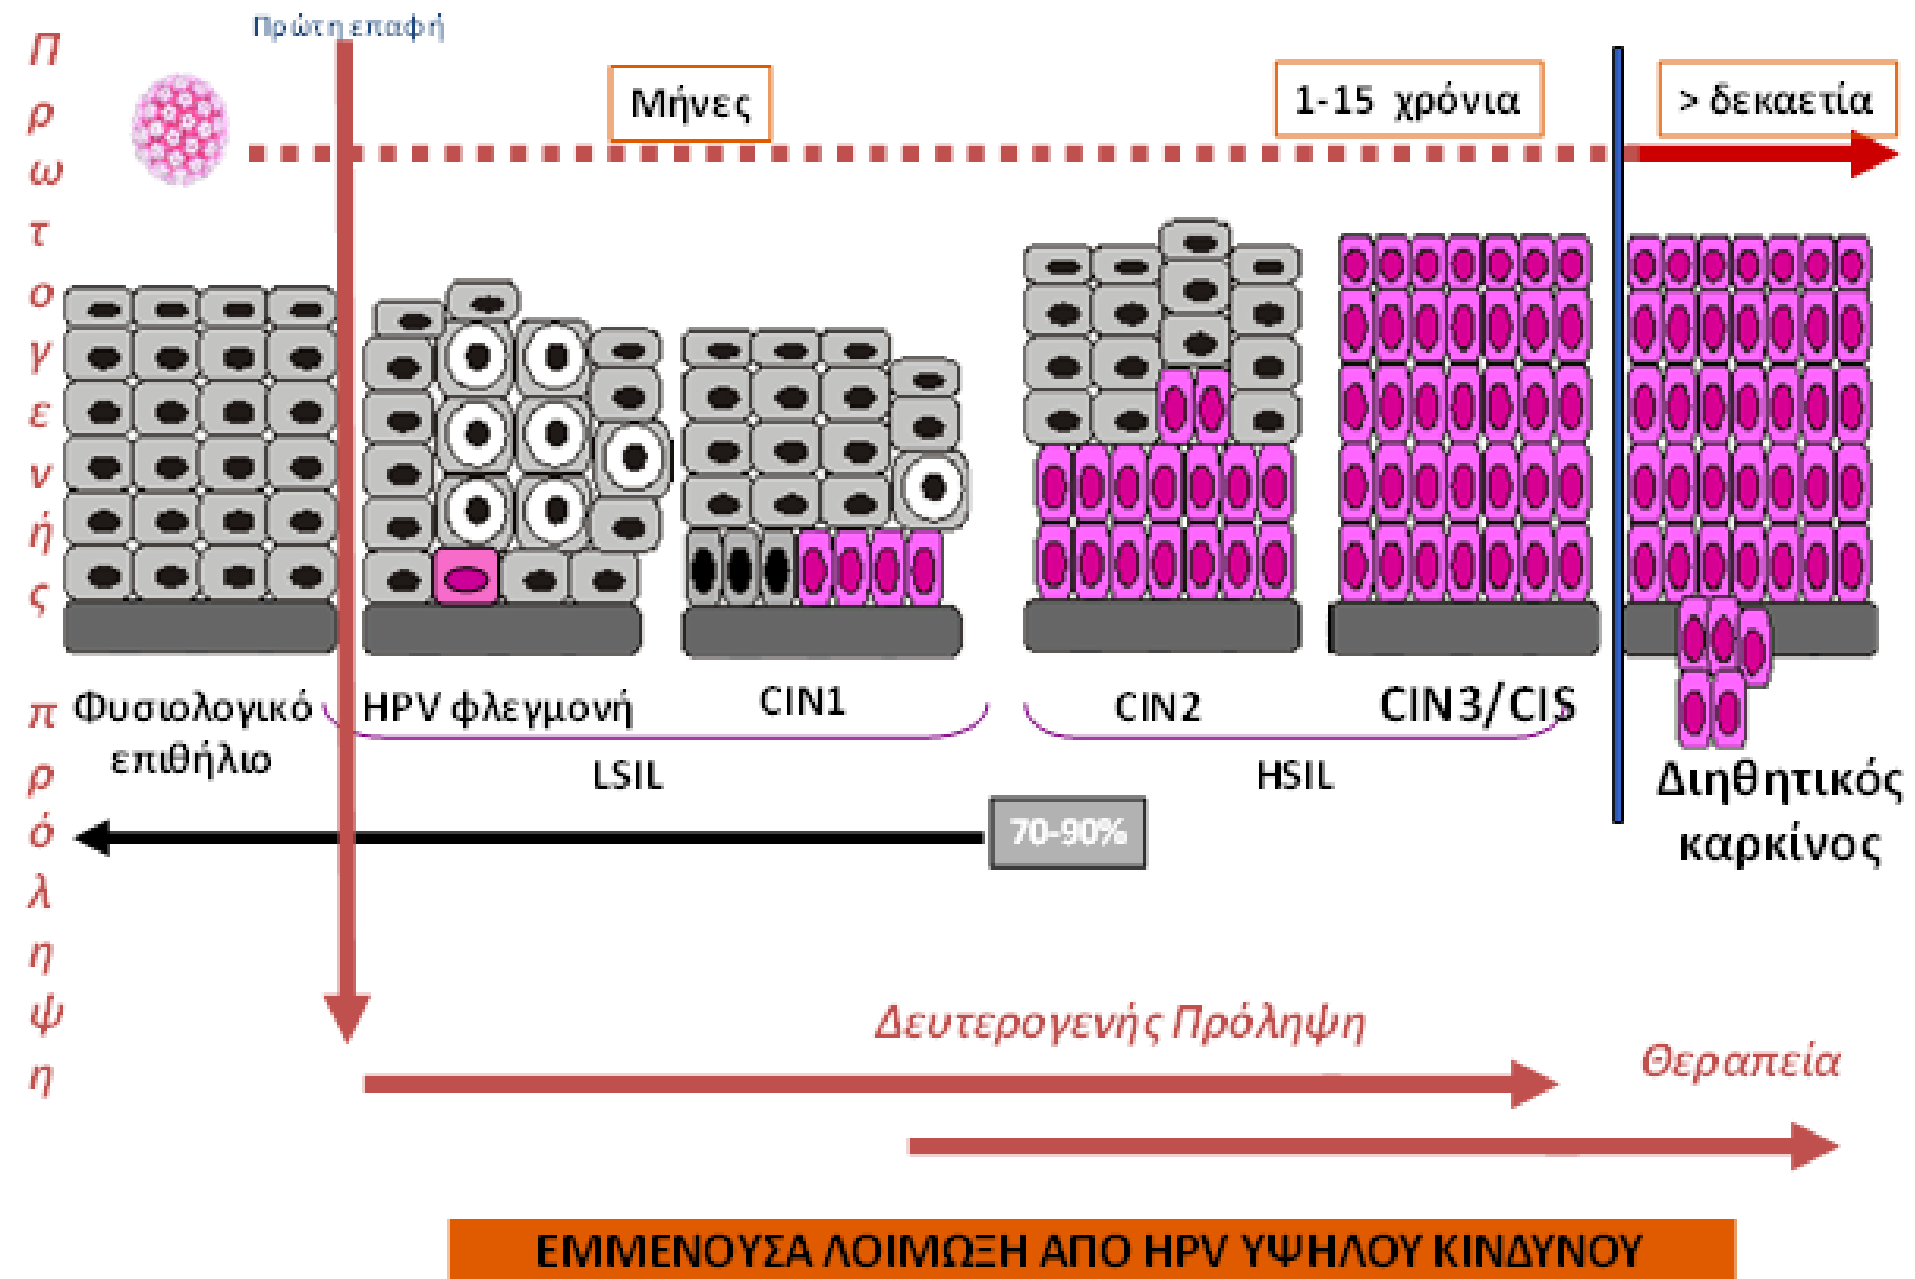 Πρώτη επαφή
Πρωτογενής πρόληψη
Μήνες
1-15 χρόνια
> δεκαετία
Φυσιολογικό
επιθήλιο
HPV φλεγμονή
CIN1
CIN2
CIN3/CIS
LSIL
HSIL
Διηθητικός
καρκίνος
70-90%
Δευτερογενής Πρόληψη
Θεραπεία
ΕΜΜΕΝΟΥΣΑ ΛΟΙΜΩΞΗ ΑΠΟ HPV ΥΨΗΛΟΥ ΚΙΝΔΥΝΟΥ